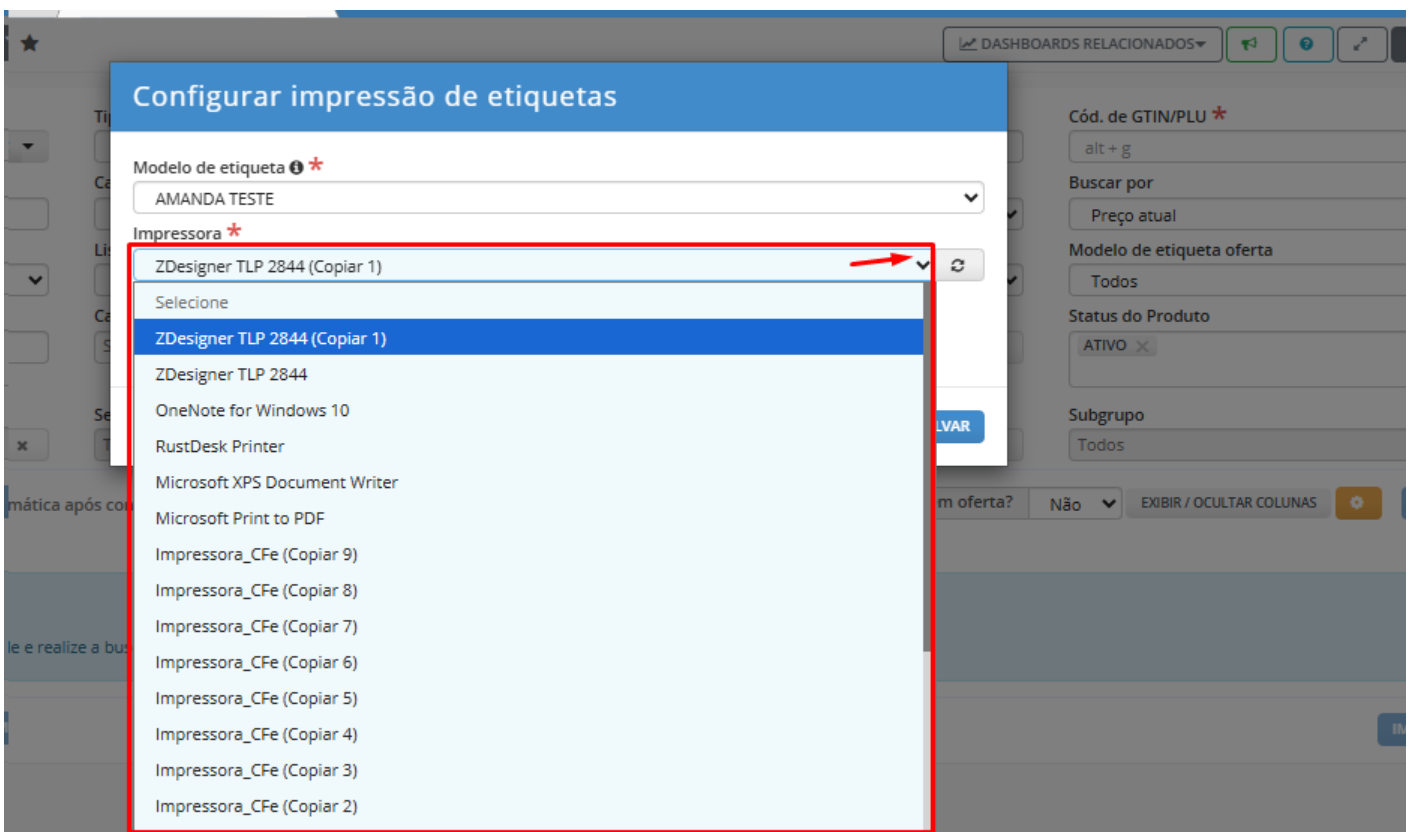 DASHBOARDS RELACIONADOS
Configurar impressão de etiquetas
Cód. de GTIN/PLU *
alt + g
Modelo de etiqueta *
AMANDA TESTE
Buscar por
Preço atual
Impressora *
ZDesigner TLP 2844 (Copiar 1)
Modelo de etiqueta oferta
Todos
Selecione
ZDesigner TLP 2844 (Copiar 1)
Status do Produto
ATIVO
ZDesigner TLP 2844
OneNote for Windows 10
Subgrupo
LVAR
RustDesk Printer
Todos
Microsoft XPS Document Writer
mática após con
m oferta?
Não
EXIBIR / OCULTAR COLUNAS
Microsoft Print to PDF
Impressora_CFe (Copiar 9)
Impressora_CFe (Copiar 8)
Impressora_CFe (Copiar 7)
le e realize a bus
Impressora_CFe (Copiar 6)
Impressora_CFe (Copiar 5)
Impressora_CFe (Copiar 4)
Impressora_CFe (Copiar 3)
Impressora_CFe (Copiar 2)